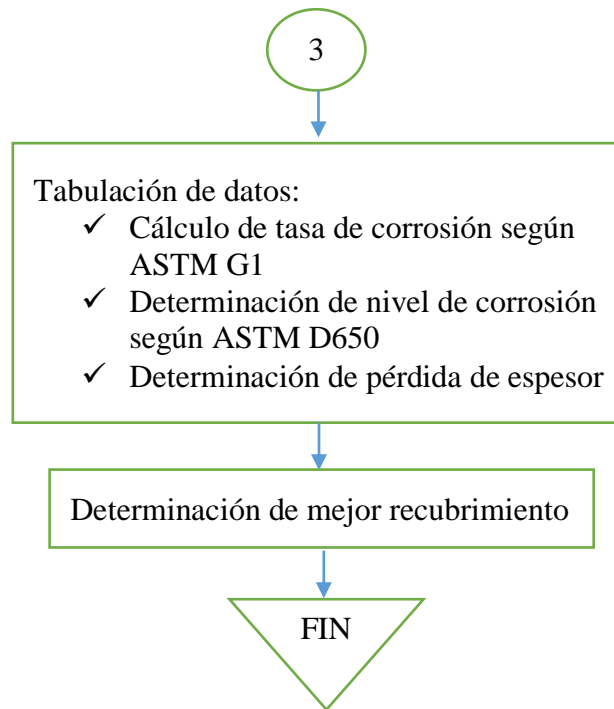 3
Tabulación de datos:
✓ Cálculo de tasa de corrosión según
ASTM G1
✓ Determinación de nivel de corrosión
según ASTM D650
✓ Determinación de pérdida de espesor
Determinación de mejor recubrimiento
FIN